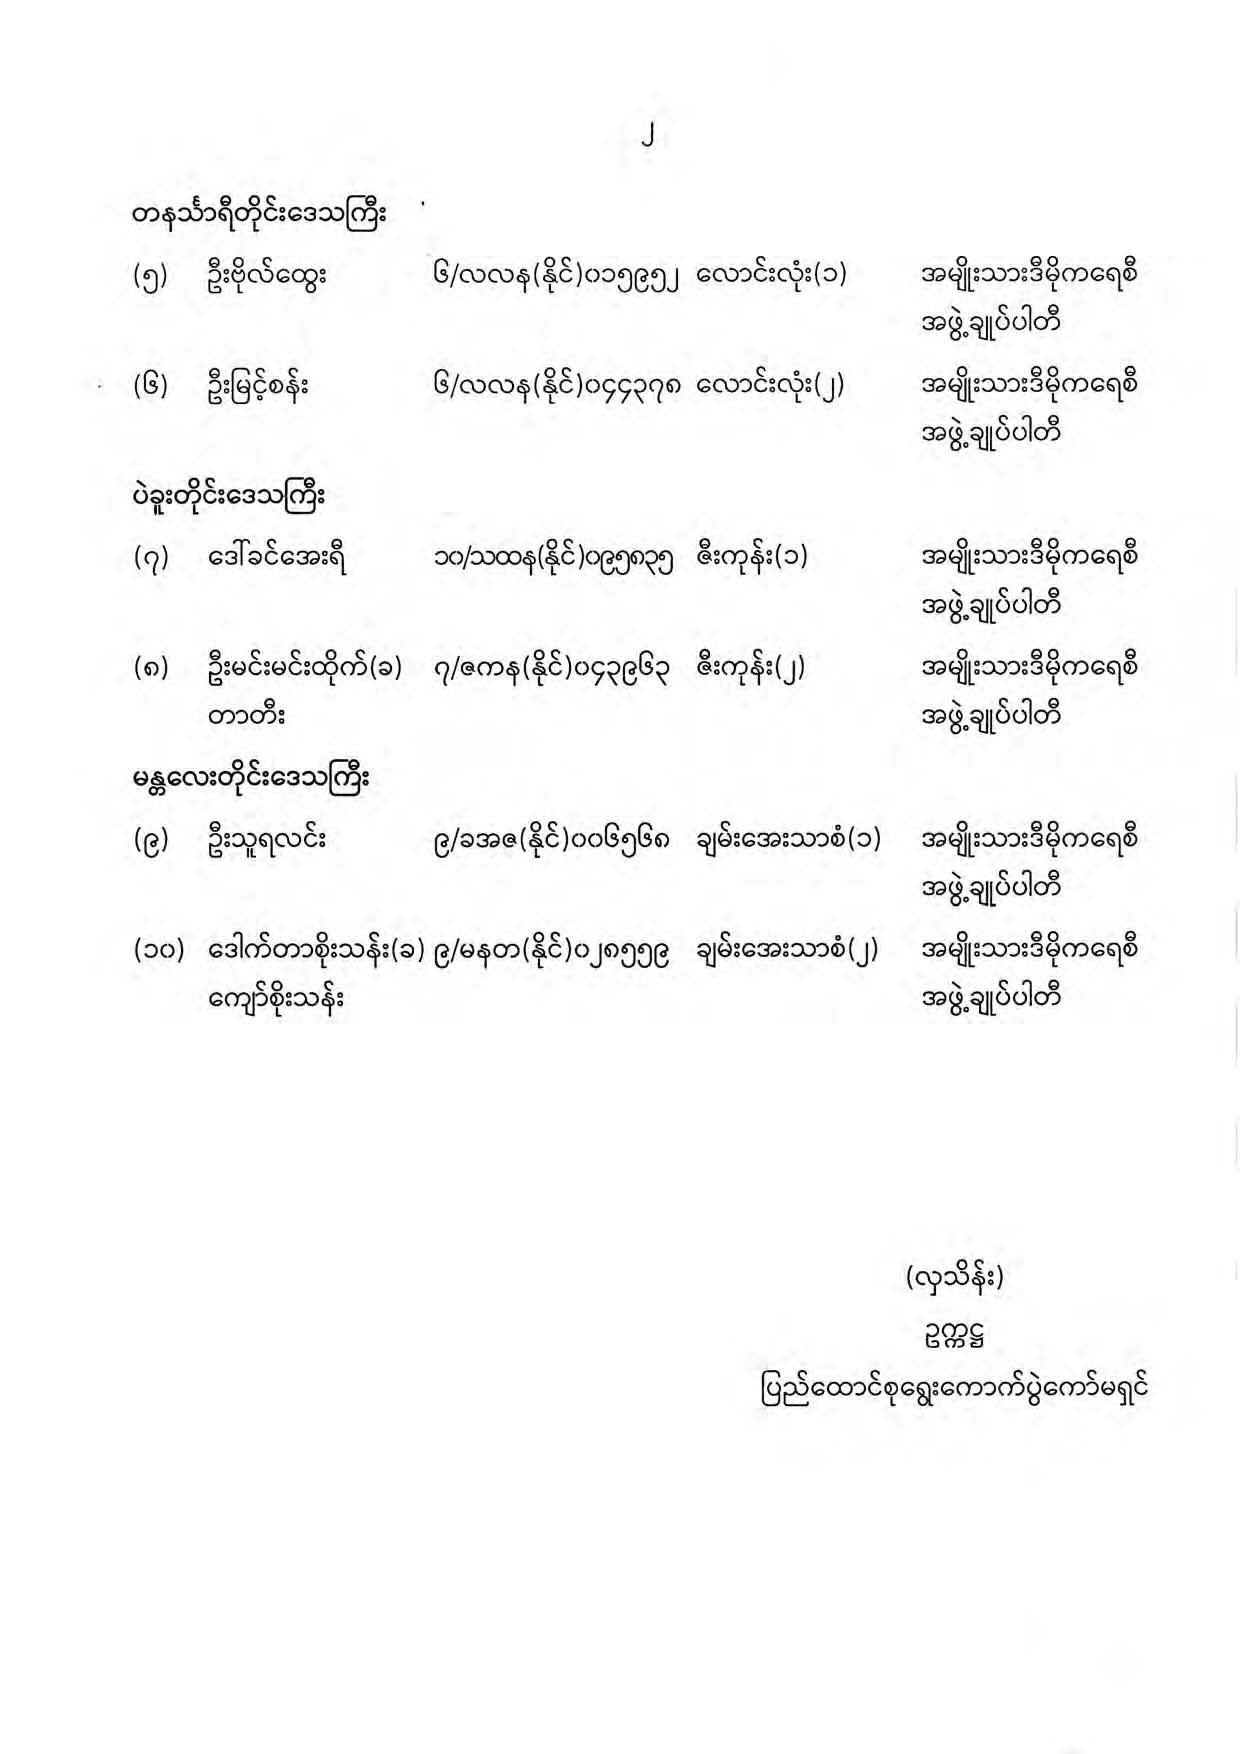 ၂
တနင်္သာရီတိုင်းဒေသကြီး
(၅) ဦးဗိုလ်ထွေး ၆/လလန(နိုင်)၀၁၅၉၅၂ လောင်းလုံး(၁) အမျိုးသားဒီမိုကရေစီ
အဖွဲ့ချုပ်ပါတီ
(၆) ဦးမြင့်စန်း ၆/လလန(နိုင်)၀၄၄၃၇၈ လောင်းလုံး(၂) အမျိုးသားဒီမိုကရေစီ
အဖွဲ့ချုပ်ပါတီ
ပဲခူးတိုင်းဒေသကြီး
(၇) ဒေါ်ခင်အေးရီ ၁၀/သထန(နိုင်)၀၉၅၈၃၅ ဇီးကုန်း(၁) အမျိုးသားဒီမိုကရေစီ
အဖွဲ့ချုပ်ပါတီ
(၈) ဦးမင်းမင်းထိုက်(ခ) ၇/ဇကန(နိုင်)၀၄၃၉၆၃ ဇီးကုန်း(၂) အမျိုးသားဒီမိုကရေစီ
တာတီး အဖွဲ့ချုပ်ပါတီ
မန္တလေးတိုင်းဒေသကြီး
(၉) ဦးသူရလင်း ၉/ခအဇ(နိုင်)၀၀၆၅၆၈ ချမ်းအေးသာစံ(၁) အမျိုးသားဒီမိုကရေစီ
အဖွဲ့ချုပ်ပါတီ
(၁၀) ဒေါက်တာစိုးသန်း(ခ) ၉/မနတ(နိုင်)၀၂၈၅၅၉ ချမ်းအေးသာစံ(၂) အမျိုးသားဒီမိုကရေစီ
ကျော်စိုးသန်း အဖွဲ့ချုပ်ပါတီ
(လှသိန်း)
ဥက္ကဋ္ဌ
ပြည်ထောင်စုရွေးကောက်ပွဲကော်မရှင်